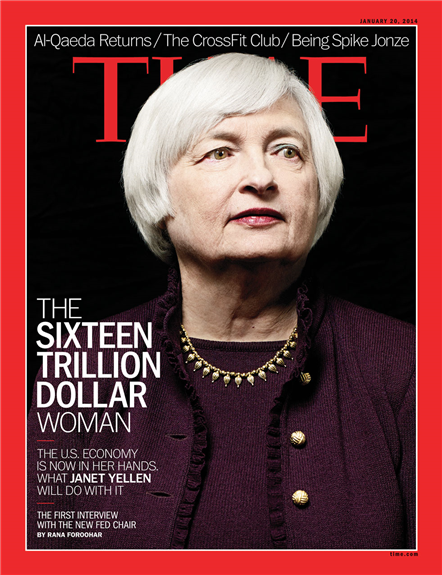 JANUARY 20, 2014
Al-Qaeda Returns / The CrossFit Club / Being Spike Jonze
TIME
THE
SIXTEEN
TRILLION
DOLLAR
WOMAN
THE U.S. ECONOMY
IS NOW IN HER HANDS.
WHAT JANET YELLEN
WILL DO WITH IT
THE FIRST INTERVIEW
WITH THE NEW FED CHAIR
BY RANA FOROOHAR
time.com